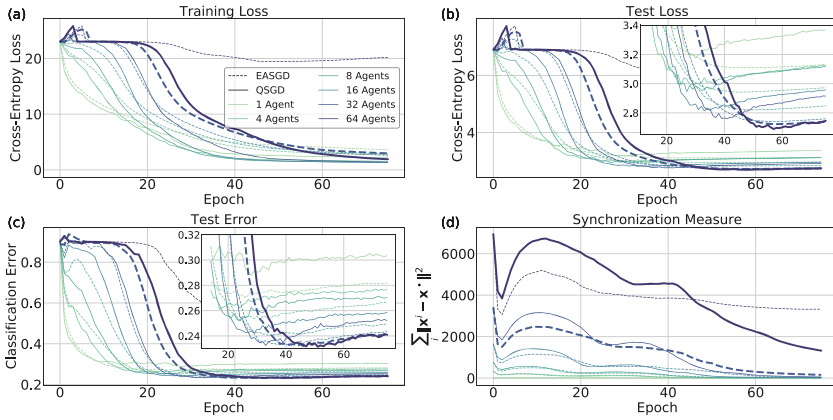 (a)
Training Loss
Cross-Entropy Loss
20
10
0
0
20
40
60
Epoch
EASGD
QSGD
1 Agent
4 Agents
8 Agents
16 Agents
32 Agents
64 Agents
(b)
Test Loss
Cross-Entropy Loss
6
4
0
20
40
60
Epoch
3.4
3.2
3.0
2.8
20
40
60
(c)
Test Error
Classification Error
0.8
0.6
0.4
0.2
0
20
40
60
Epoch
0.32
0.30
0.28
0.26
0.24
20
40
60
(d)
Synchronization Measure
∑‖xⁱ − x*‖²
i
6000
4000
2000
0
0
20
40
60
Epoch